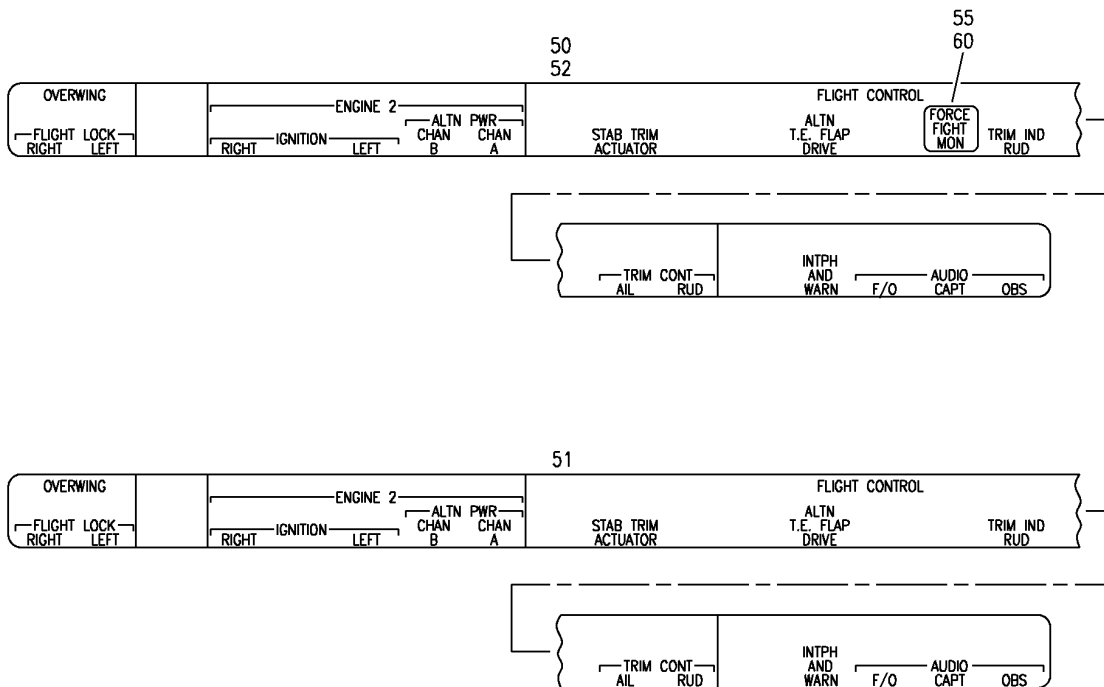 55
60
50
52
OVERWING
FLIGHT LOCK
RIGHT LEFT
ENGINE 2
IGNITION
RIGHT LEFT
ALTN PWR
CHAN CHAN
B A
FLIGHT CONTROL
STAB TRIM
ACTUATOR
ALTN
T.E. FLAP
DRIVE
FORCE
FIGHT
MON
TRIM IND
RUD
TRIM CONT
AIL RUD
INTPH
AND
WARN
AUDIO
F/O CAPT OBS
51
OVERWING
FLIGHT LOCK
RIGHT LEFT
ENGINE 2
IGNITION
RIGHT LEFT
ALTN PWR
CHAN CHAN
B A
FLIGHT CONTROL
STAB TRIM
ACTUATOR
ALTN
T.E. FLAP
DRIVE
TRIM IND
RUD
TRIM CONT
AIL RUD
INTPH
AND
WARN
AUDIO
F/O CAPT OBS